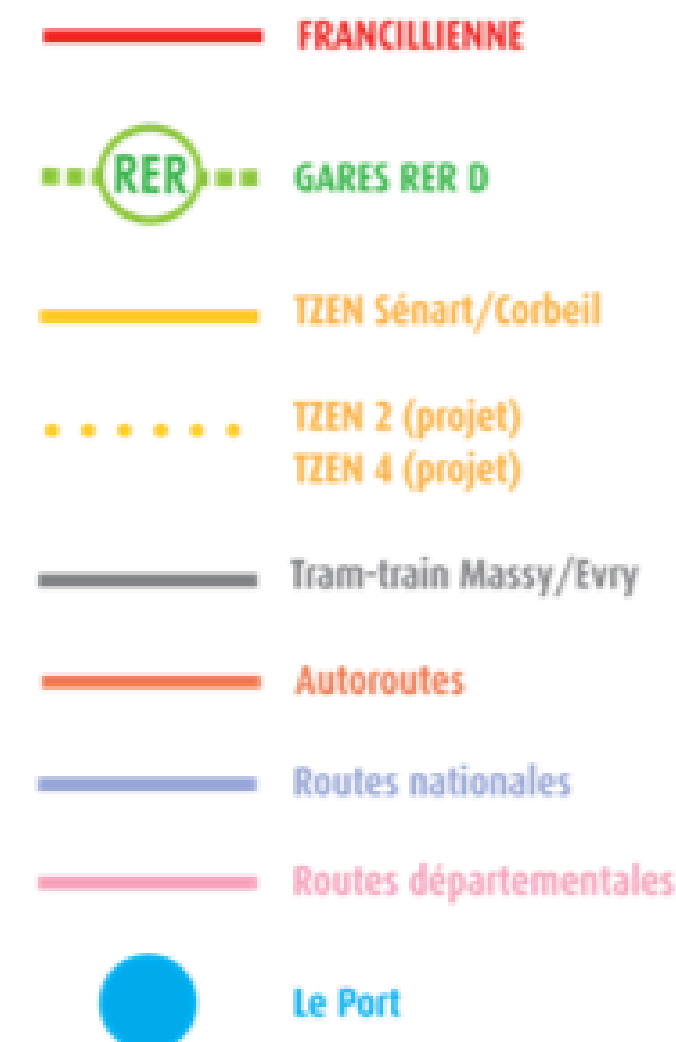 FRANCILLIENNE
RER GARES RER D
TZEN Sénart/Corbeil
TZEN 2 (projet)
TZEN 4 (projet)
Tram-train Massy/Evry
Autoroutes
Routes nationales
Routes départementales
Le Port